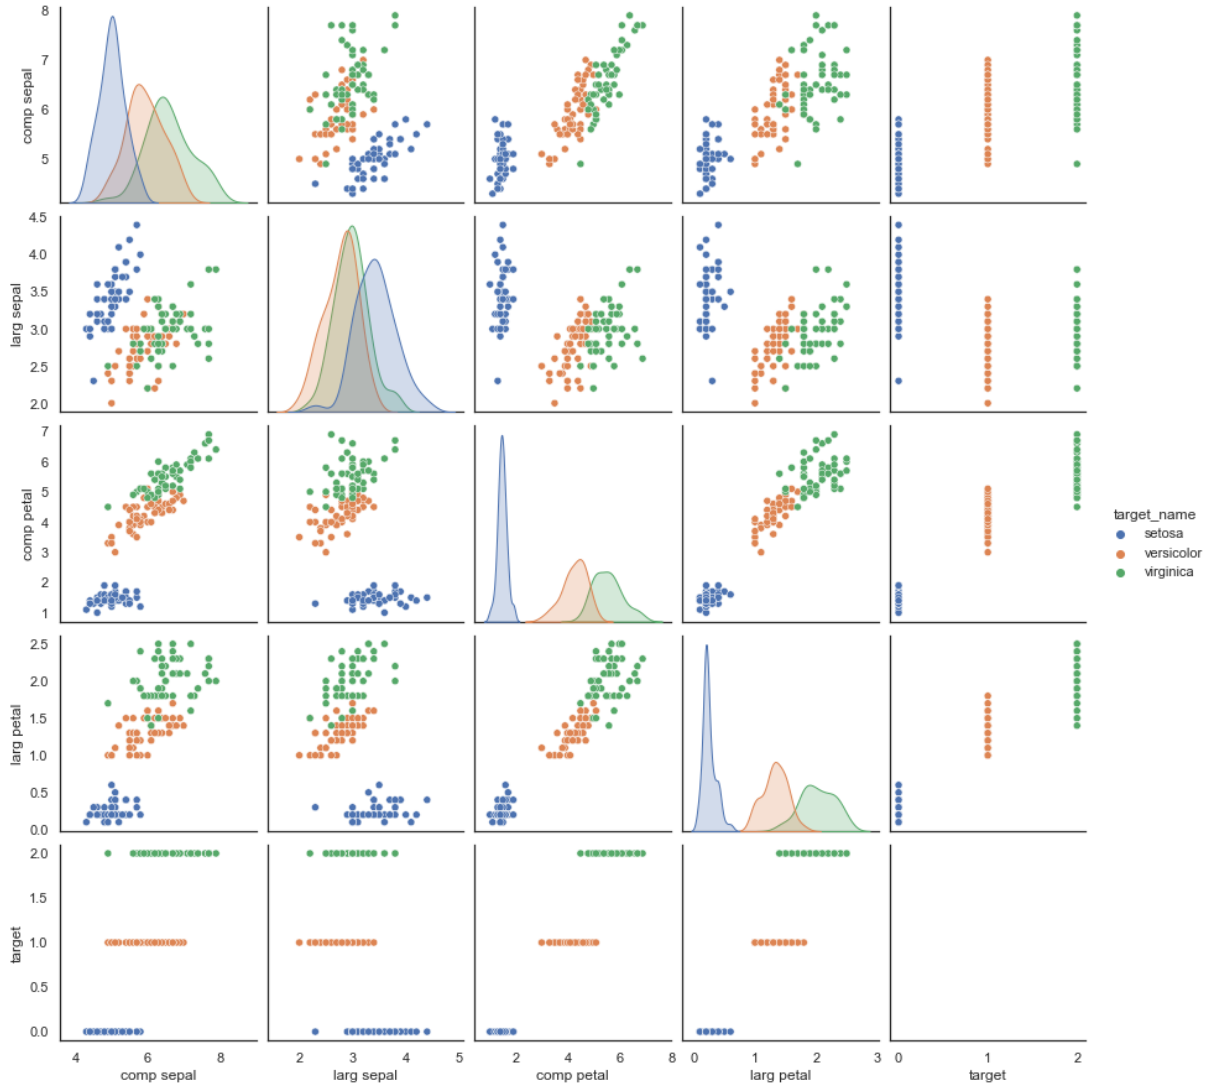 8
7
6
5
comp sepal
4.5
4.0
3.5
3.0
2.5
2.0
larg sepal
7
6
5
4
3
2
1
comp petal
target_name
setosa
versicolor
virginica
2.5
2.0
1.5
1.0
0.5
0.0
larg petal
2.0
1.5
1.0
0.5
0.0
target
4 6 8
comp sepal
2 3 4 5
larg sepal
2 4 6 8
comp petal
0 1 2 3
larg petal
0 1 2
target